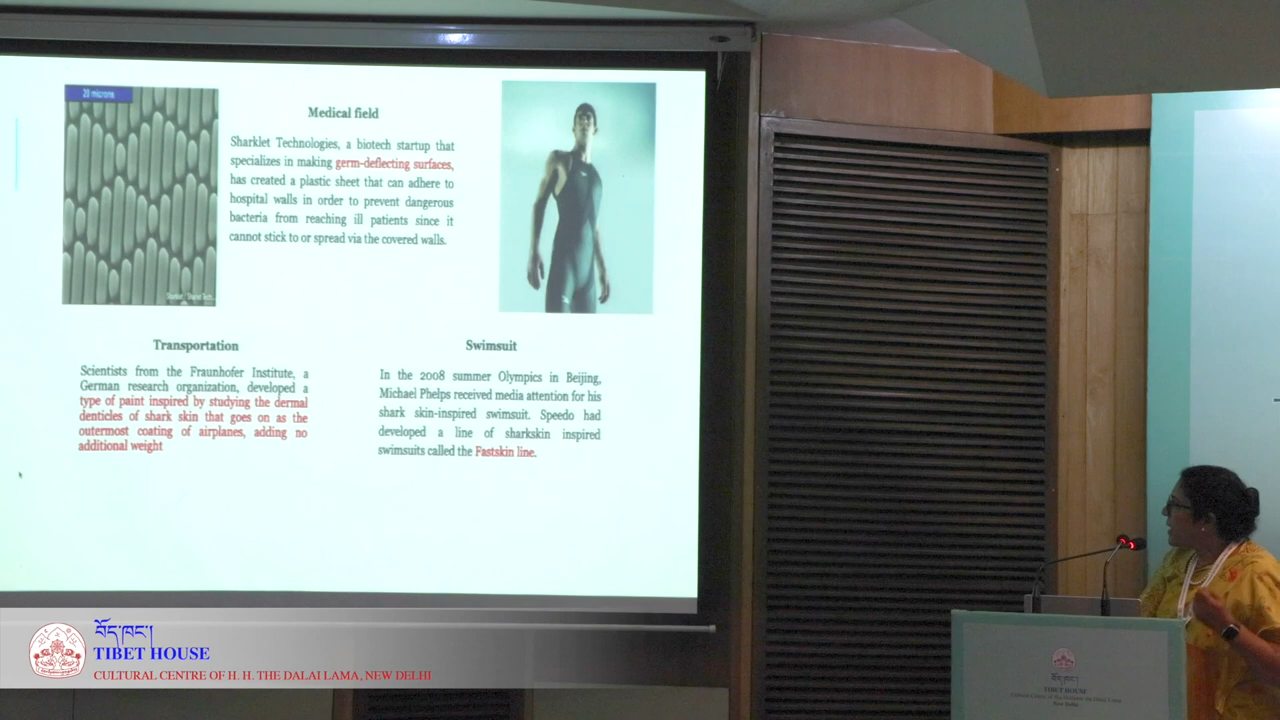 20 microns
Medical field
Sharklet Technologies, a biotech startup that
specializes in making germ-deflecting surfaces,
has created a plastic sheet that can adhere to
hospital walls in order to prevent dangerous
bacteria from reaching ill patients since it
cannot stick to or spread via the covered walls.
Transportation
Scientists from the Fraunhofer Institute, a
German research organization, developed a
type of paint inspired by studying the dermal
denticles of shark skin that goes on as the
outermost coating of airplanes, adding no
additional weight
Swimsuit
In the 2008 summer Olympics in Beijing,
Michael Phelps received media attention for his
shark skin-inspired swimsuit. Speedo had
developed a line of sharkskin inspired
swimsuits called the Fastskin line.
བོད་ཁང་།
TIBET HOUSE
CULTURAL CENTRE OF H. H. THE DALAI LAMA, NEW DELHI
བོད་ཁང་།
TIBET HOUSE
New Delhi